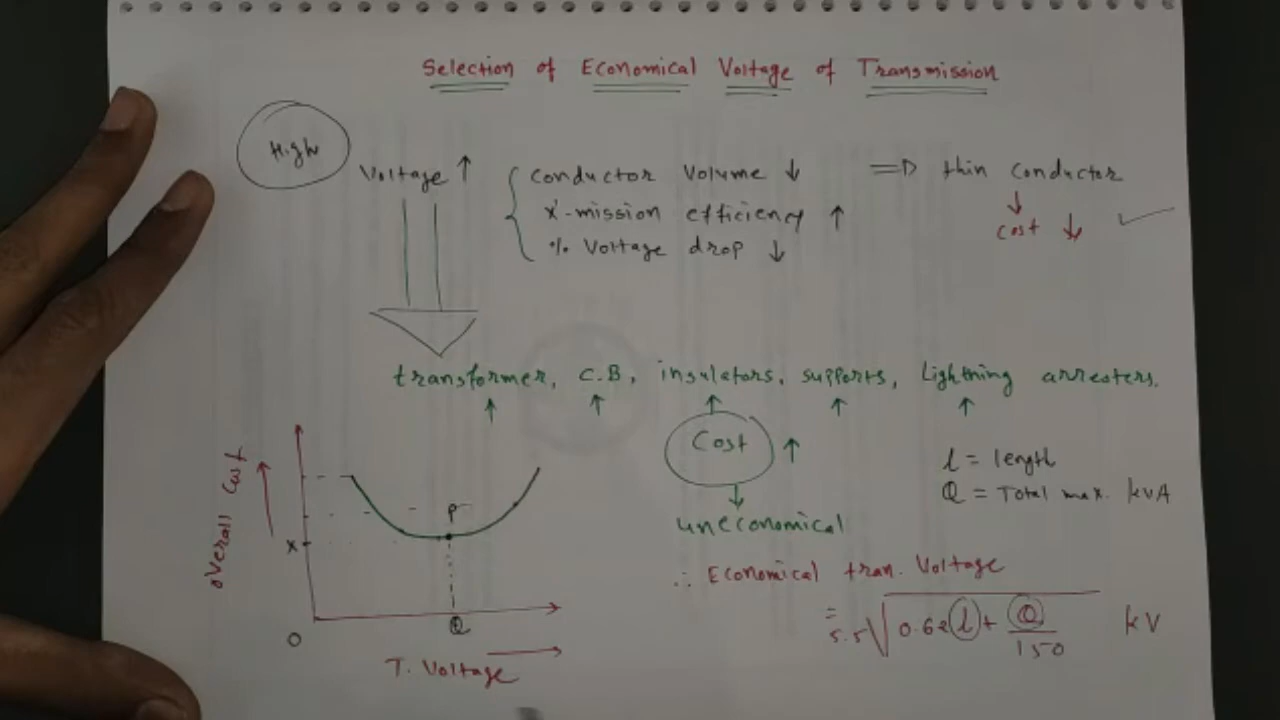 Selection of Economical Voltage of Transmission
High
Voltage ↑
conductor volume ↓ ⇒ thin conductor
x'-mission efficiency ↑
↓
cost ↓ ✓
% Voltage drop ↓
transformer, C.B, insulators, supports, Lightning arresters.
↑ ↑ ↑ ↑ ↑
Cost ↑
↓
uneconomical
l = length
Q = Total max. kVA
∴ Economical tran. Voltage
= 5.5√0.62 l + Q/150 kV
overall cost
P
X
O
Q
T. Voltage